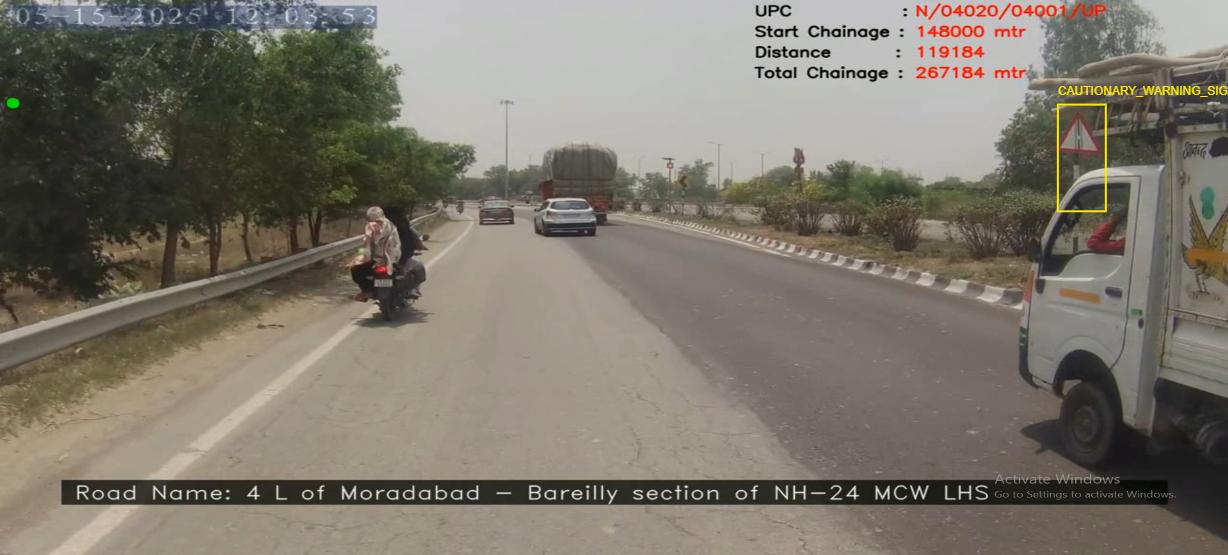 05-15-2025 12:03:53
UPC : N/04020/04001/UP
Start Chainage : 148000 mtr
Distance : 119184
Total Chainage : 267184 mtr
CAUTIONARY_WARNING_SIG
Road Name: 4 L of Moradabad – Bareilly section of NH–24 MCW LHS
Activate Windows
Go to Settings to activate Windows.